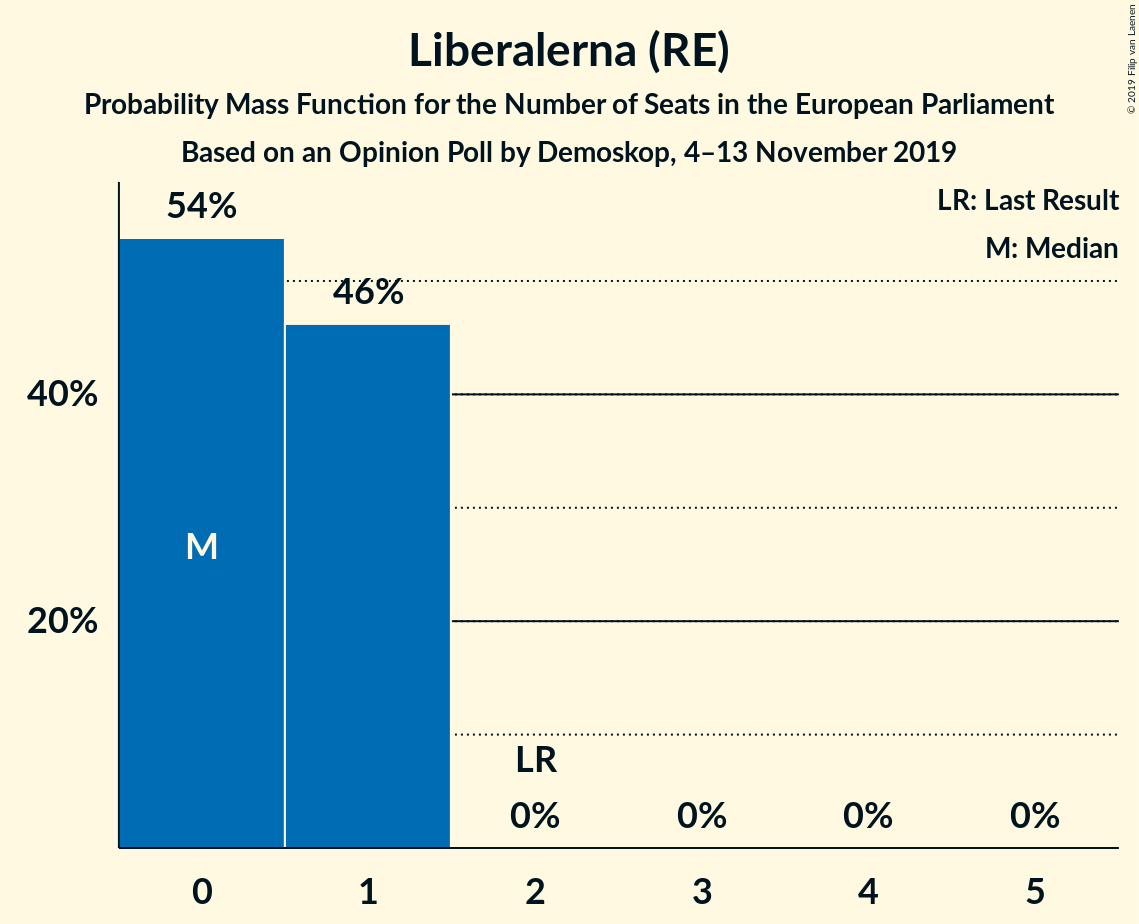 Liberalerna (RE)
Probability Mass Function for the Number of Seats in the European Parliament
Based on an Opinion Poll by Demoskop, 4–13 November 2019
© 2019 Filip van Laenen
LR: Last Result
M: Median
54%
46%
40%
20%
M
LR
0%
0%
0%
0%
0
1
2
3
4
5